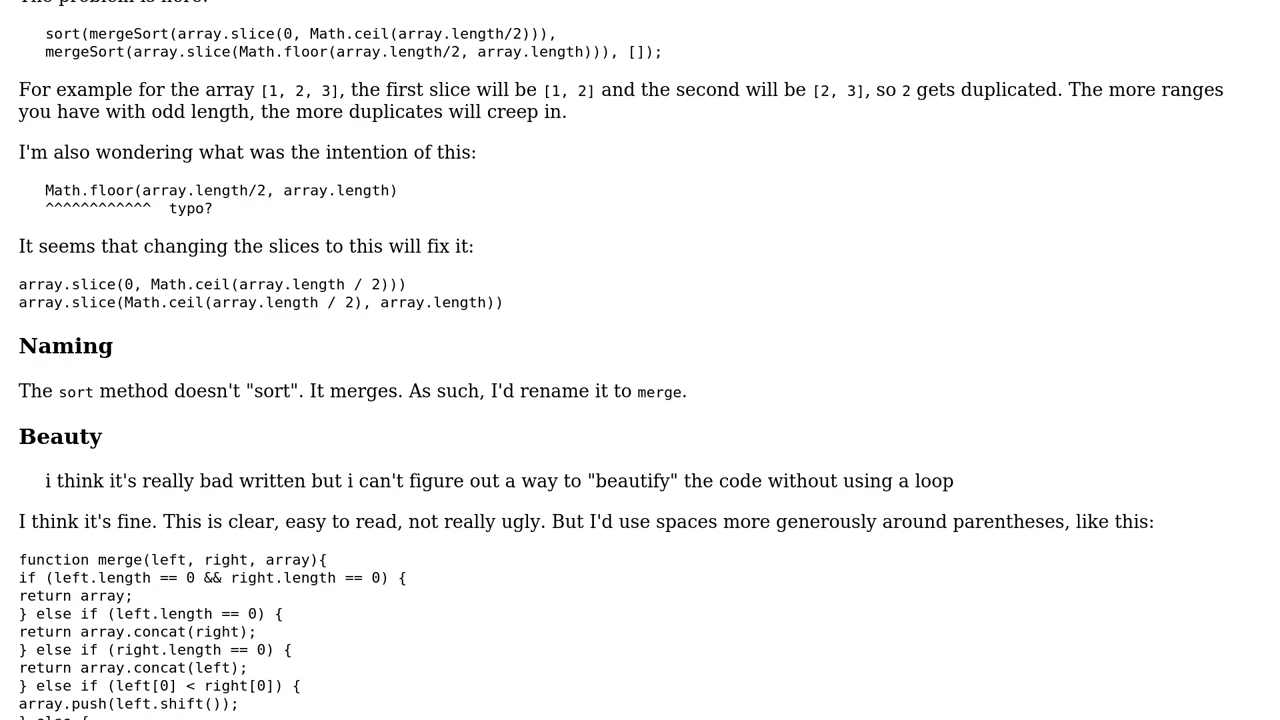 The problem is here:
sort(mergeSort(array.slice(0, Math.ceil(array.length/2))),
mergeSort(array.slice(Math.floor(array.length/2, array.length))), []);
For example for the array [1, 2, 3], the first slice will be [1, 2] and the second will be [2, 3], so 2 gets duplicated. The more ranges
you have with odd length, the more duplicates will creep in.
I'm also wondering what was the intention of this:
Math.floor(array.length/2, array.length)
^^^^^^^^^^^^  typo?
It seems that changing the slices to this will fix it:
array.slice(0, Math.ceil(array.length / 2)))
array.slice(Math.ceil(array.length / 2), array.length))
Naming
The sort method doesn't "sort". It merges. As such, I'd rename it to merge.
Beauty
i think it's really bad written but i can't figure out a way to "beautify" the code without using a loop
I think it's fine. This is clear, easy to read, not really ugly. But I'd use spaces more generously around parentheses, like this:
function merge(left, right, array){
if (left.length == 0 && right.length == 0) {
return array;
} else if (left.length == 0) {
return array.concat(right);
} else if (right.length == 0) {
return array.concat(left);
} else if (left[0] < right[0]) {
array.push(left.shift());
} else {